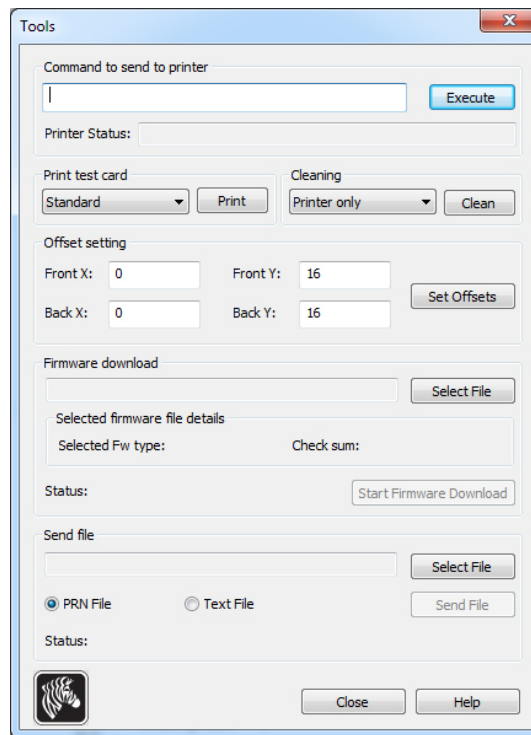 Tools
Command to send to printer
Execute
Printer Status:
Print test card
Cleaning
Standard
Print
Printer only
Clean
Offset setting
Front X: 0 Front Y: 16
Set Offsets
Back X: 0 Back Y: 16
Firmware download
Select File
Selected firmware file details
Selected Fw type: Check sum:
Status:
Start Firmware Download
Send file
Select File
PRN File Text File
Send File
Status:
Close
Help